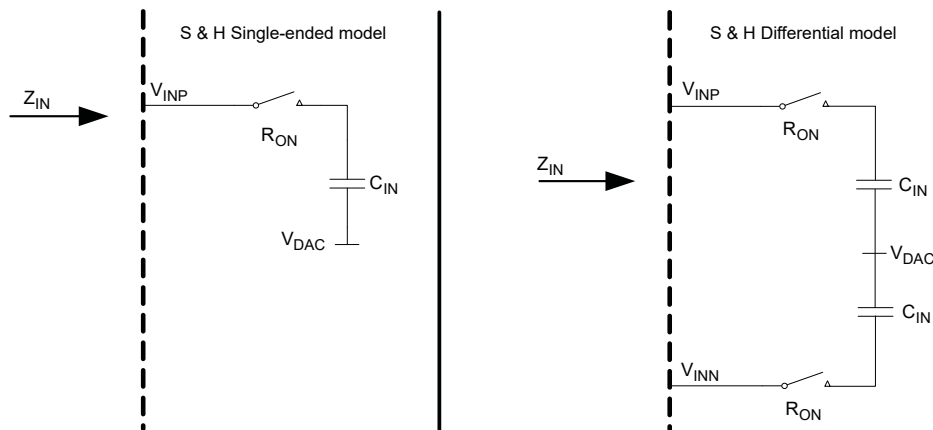 S & H Single-ended model
S & H Differential model
V_INP
Z_IN
R_ON
C_IN
V_DAC
V_INP
R_ON
Z_IN
C_IN
V_DAC
C_IN
V_INN
R_ON